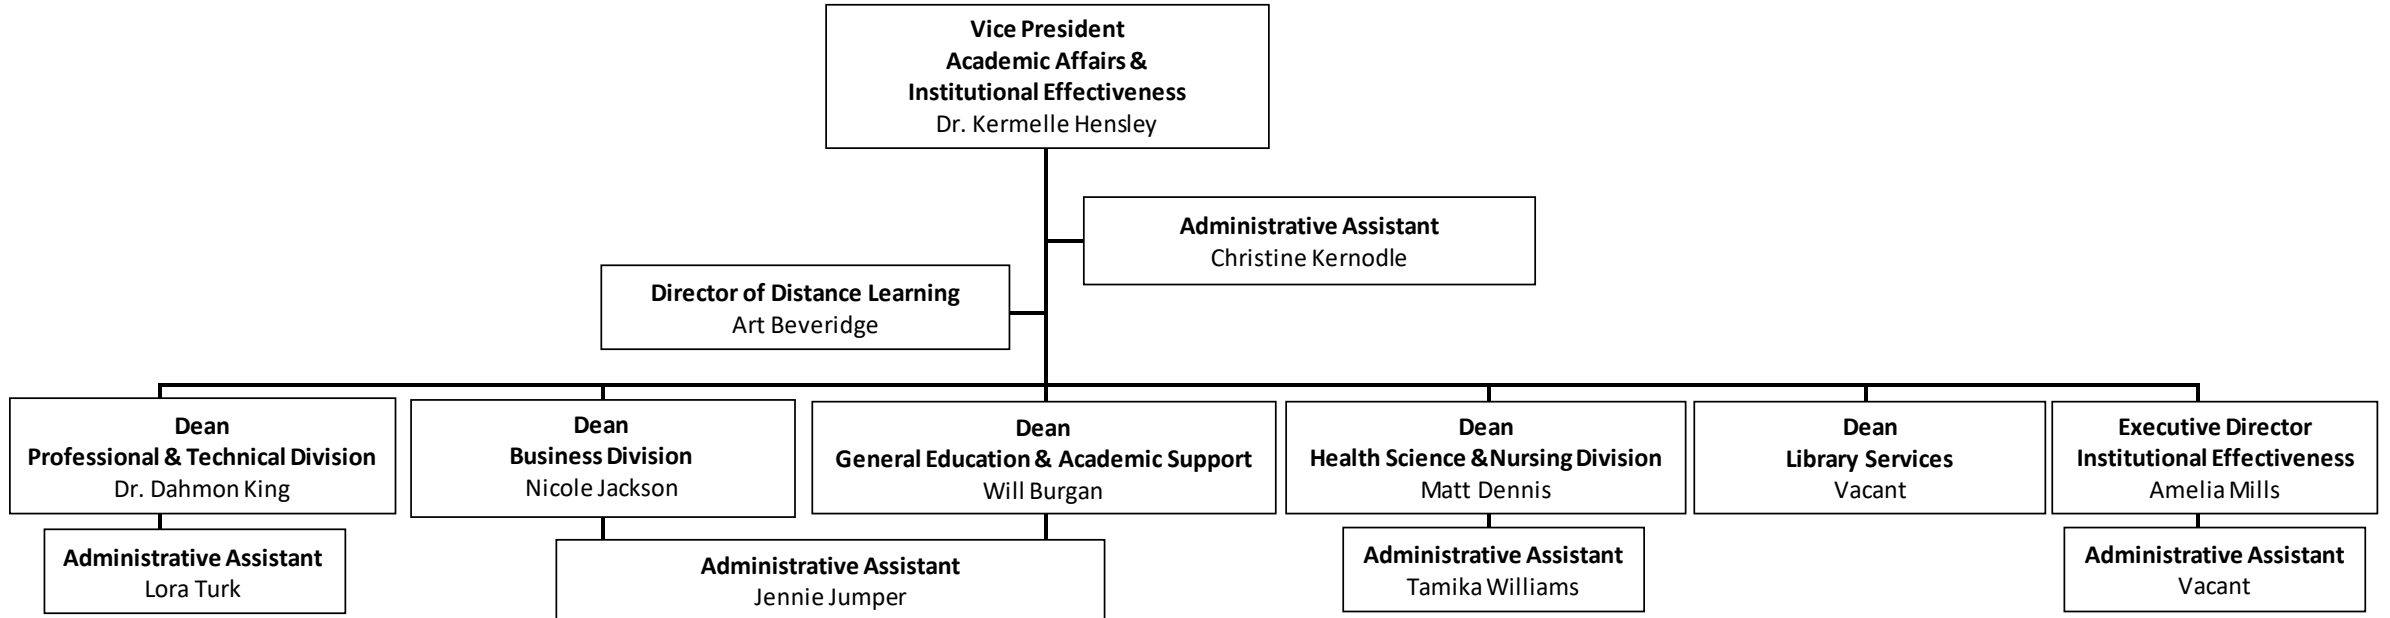 Vice President
Academic Affairs &
Institutional Effectiveness
Dr. Kermelle Hensley
Administrative Assistant
Christine Kernodle
Director of Distance Learning
Art Beveridge
Dean
Professional & Technical Division
Dr. Dahmon King
Dean
Business Division
Nicole Jackson
Dean
General Education & Academic Support
Will Burgan
Dean
Health Science & Nursing Division
Matt Dennis
Dean
Library Services
Vacant
Executive Director
Institutional Effectiveness
Amelia Mills
Administrative Assistant
Lora Turk
Administrative Assistant
Jennie Jumper
Administrative Assistant
Tamika Williams
Administrative Assistant
Vacant